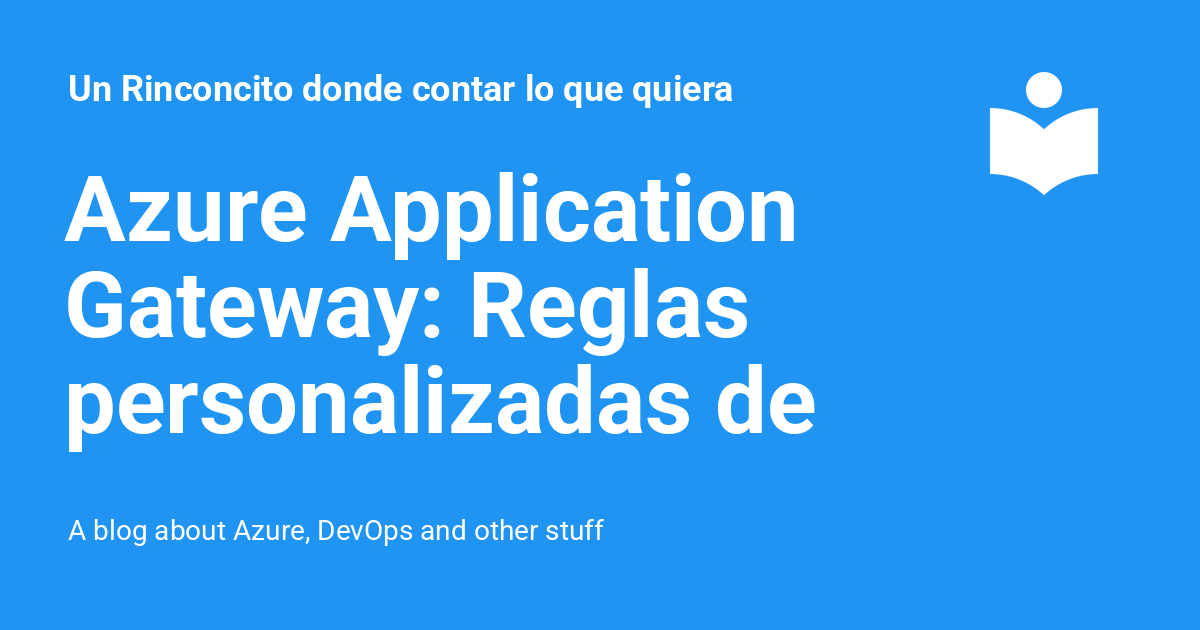 Un Rinconcito donde contar lo que quiera
Azure Application
Gateway: Reglas
personalizadas de
A blog about Azure, DevOps and other stuff